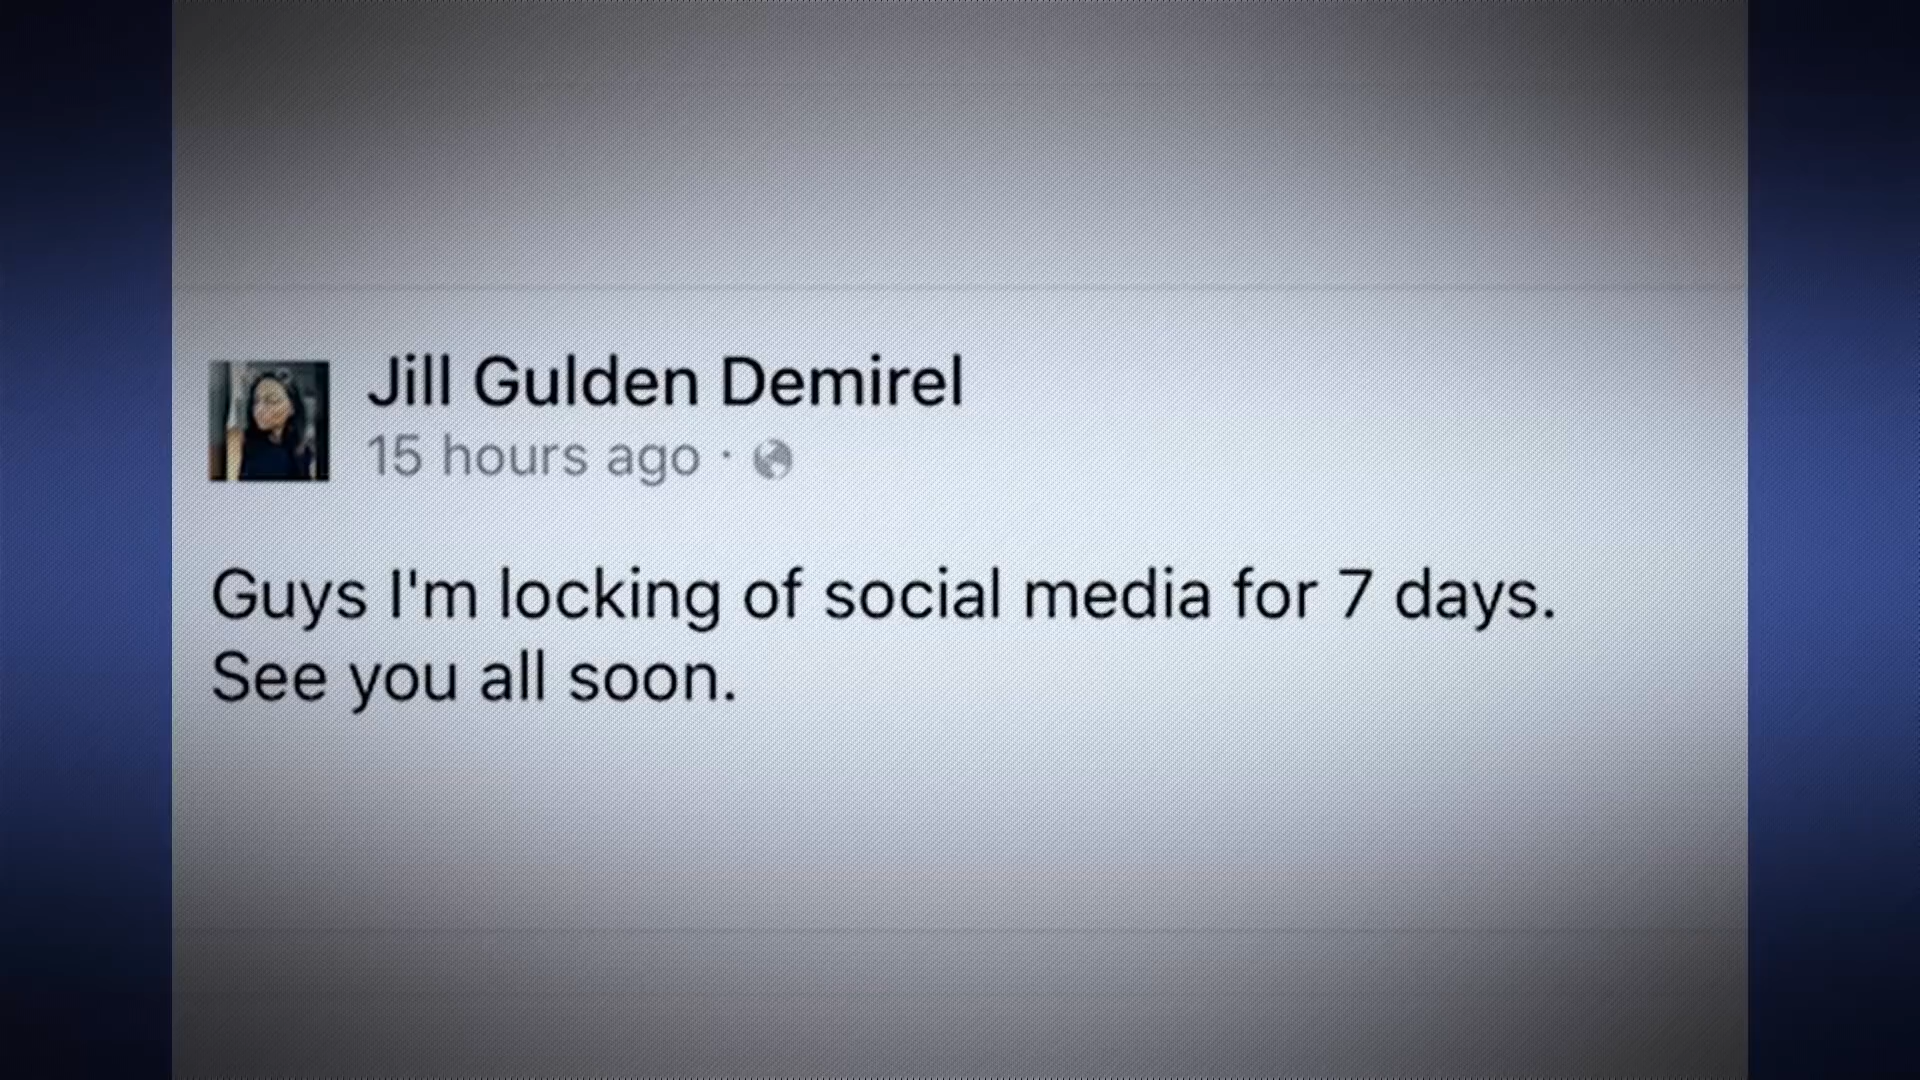 Jill Gulden Demirel
15 hours ago ·
Guys I'm locking of social media for 7 days.
See you all soon.